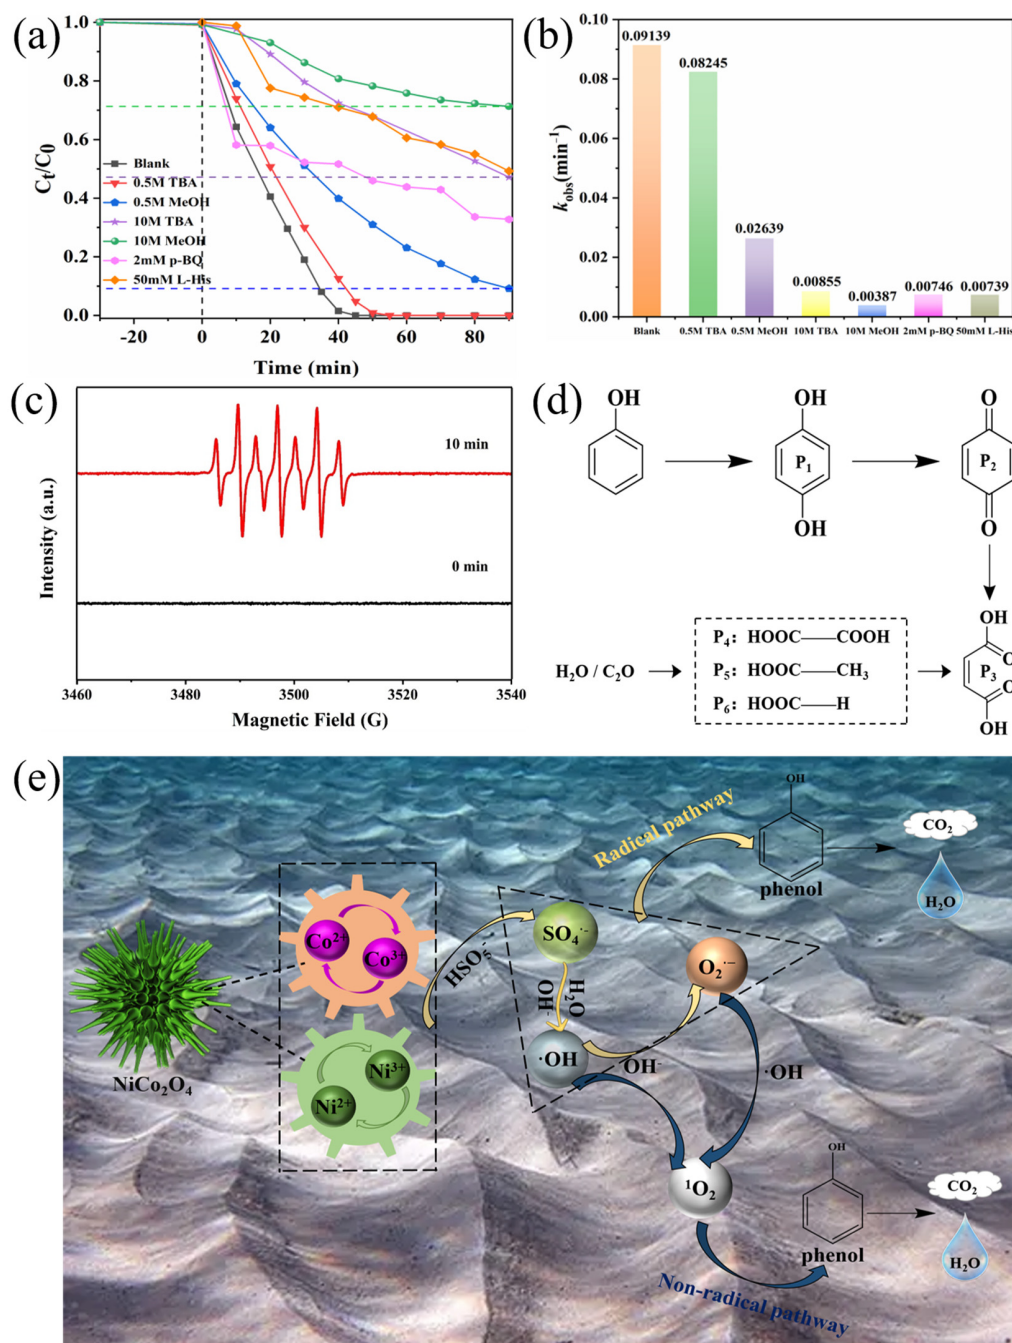 (a)
1.0
0.8
0.6
0.4
0.2
0.0
Ct/C0
Blank
0.5M TBA
0.5M MeOH
10M TBA
10M MeOH
2mM p-BQ
50mM L-His
-20 0 20 40 60 80
Time (min)
(b)
0.10
0.08
0.06
0.04
0.02
0.00
kobs(min−1)
0.09139
0.08245
0.02639
0.00855
0.00387
0.00746
0.00739
Blank 0.5M TBA 0.5M MeOH 10M TBA 10M MeOH 2mM p-BQ 50mM L-His
(c)
Intensity (a.u.)
10 min
0 min
3460 3480 3500 3520 3540
Magnetic Field (G)
(d)
OH
OH
P1
OH
O
P2
O
OH
O
P3
O
OH
P4: HOOC—COOH
P5: HOOC—CH3
P6: HOOC—H
H2O / C2O
(e)
NiCo2O4
Co2+
Co3+
Ni3+
Ni2+
HSO5·-
SO4·−
H2O
OH-
·OH
OH-
O2·−
·OH
1O2
Radical pathway
OH
phenol
CO2
H2O
Non-radical pathway
OH
phenol
CO2
H2O